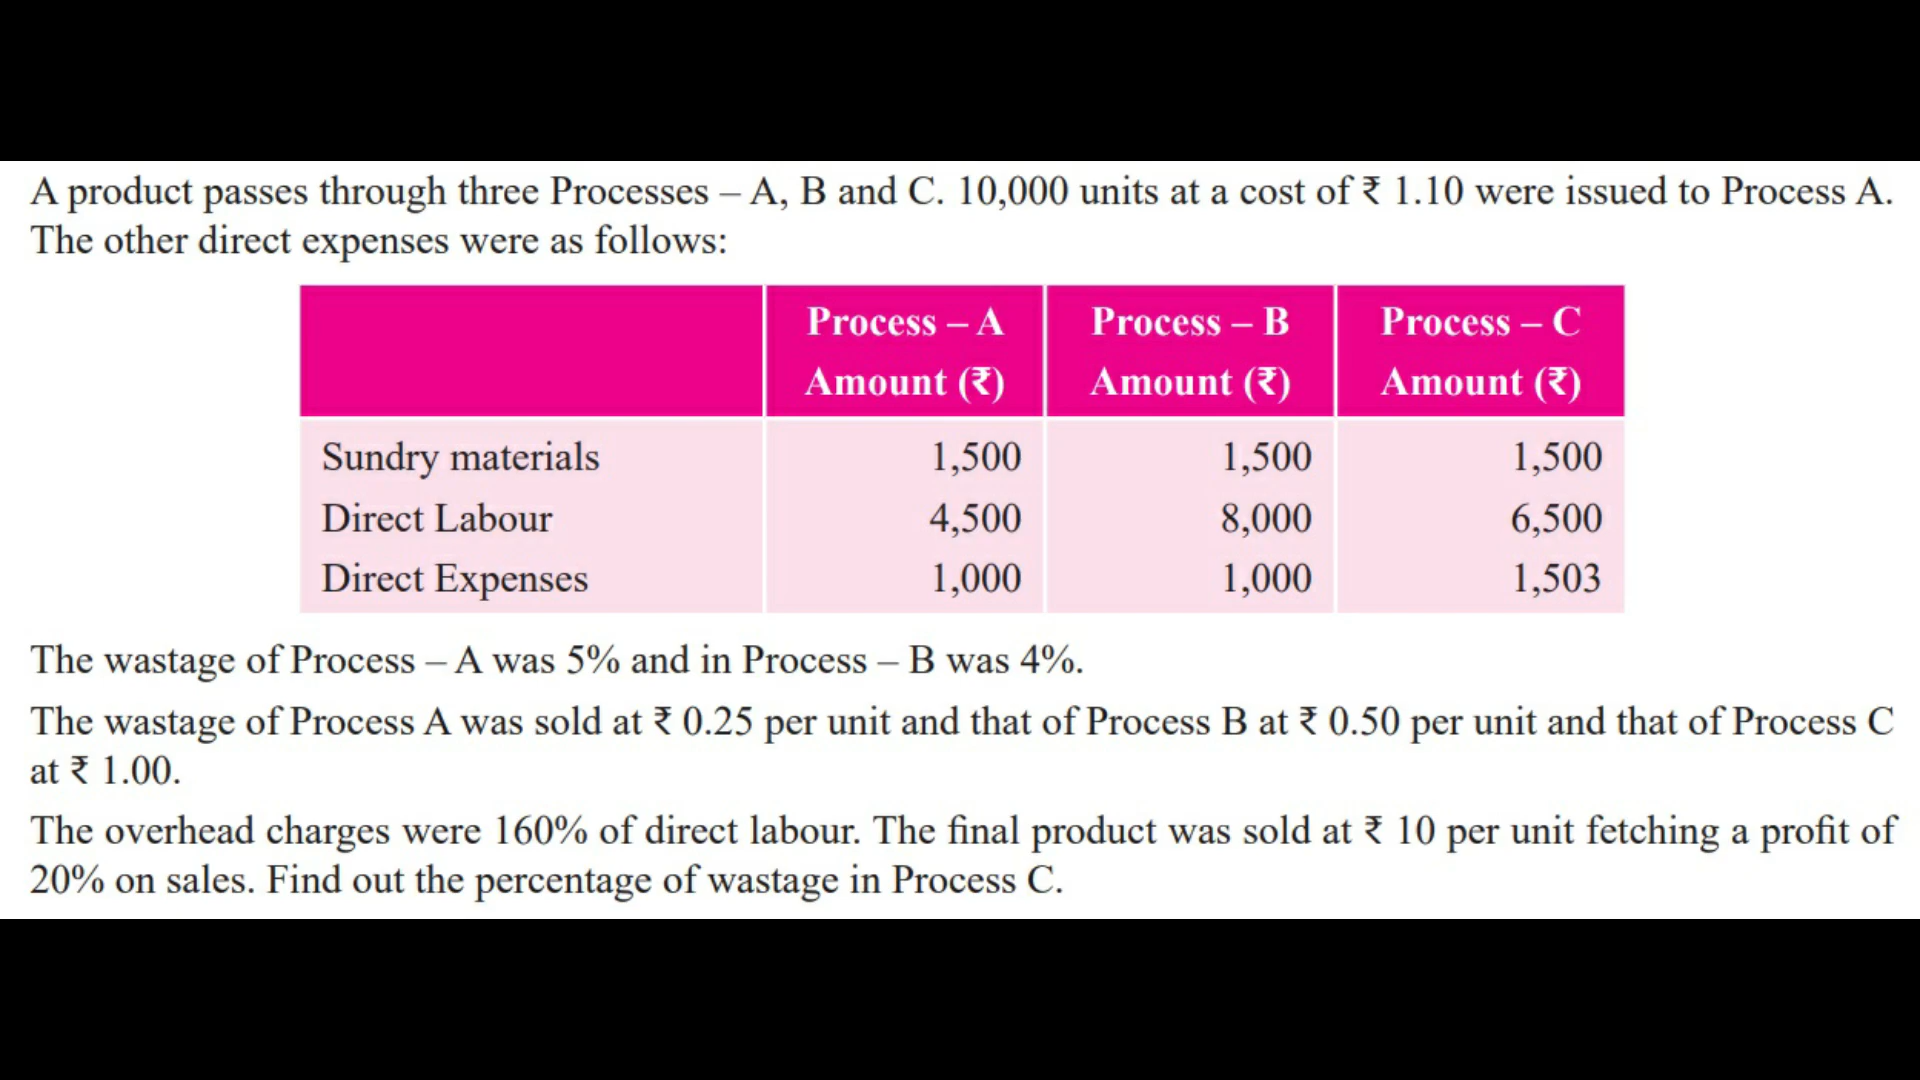 A product passes through three Processes – A, B and C. 10,000 units at a cost of ₹ 1.10 were issued to Process A.
The other direct expenses were as follows:
Process – A Process – B Process – C
Amount (₹) Amount (₹) Amount (₹)
Sundry materials 1,500 1,500 1,500
Direct Labour 4,500 8,000 6,500
Direct Expenses 1,000 1,000 1,503
The wastage of Process – A was 5% and in Process – B was 4%.
The wastage of Process A was sold at ₹ 0.25 per unit and that of Process B at ₹ 0.50 per unit and that of Process C
at ₹ 1.00.
The overhead charges were 160% of direct labour. The final product was sold at ₹ 10 per unit fetching a profit of
20% on sales. Find out the percentage of wastage in Process C.